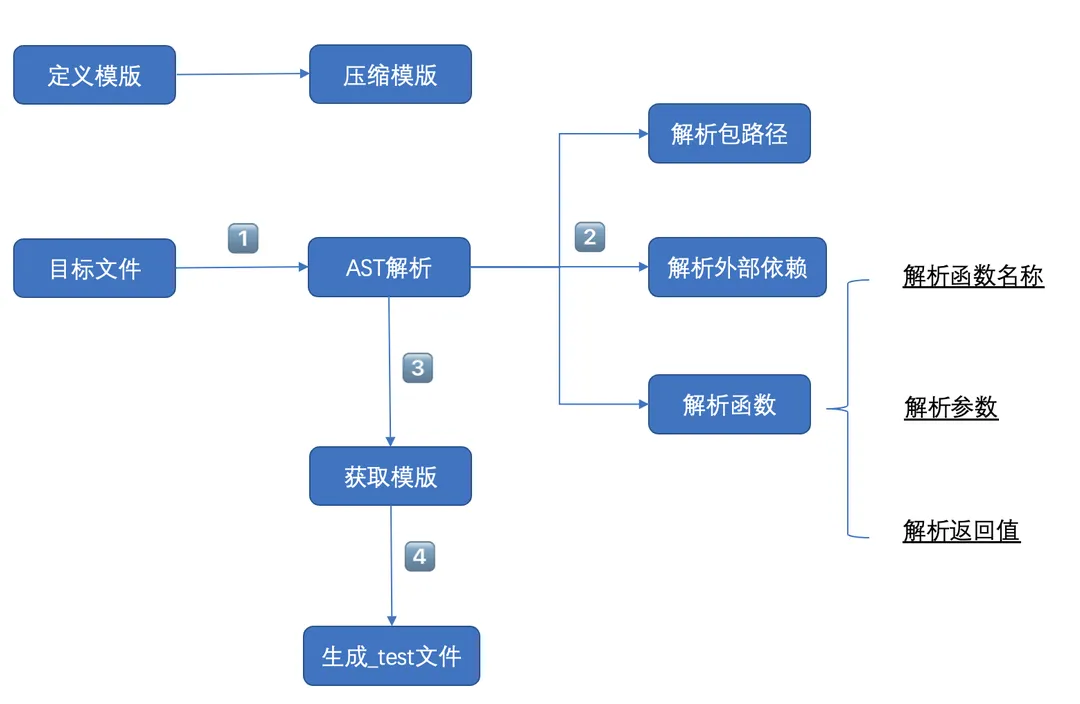 定义模版
压缩模版
解析包路径
1
2
目标文件
AST解析
解析外部依赖
解析函数名称
3
解析函数
解析参数
获取模版
解析返回值
4
生成_test文件